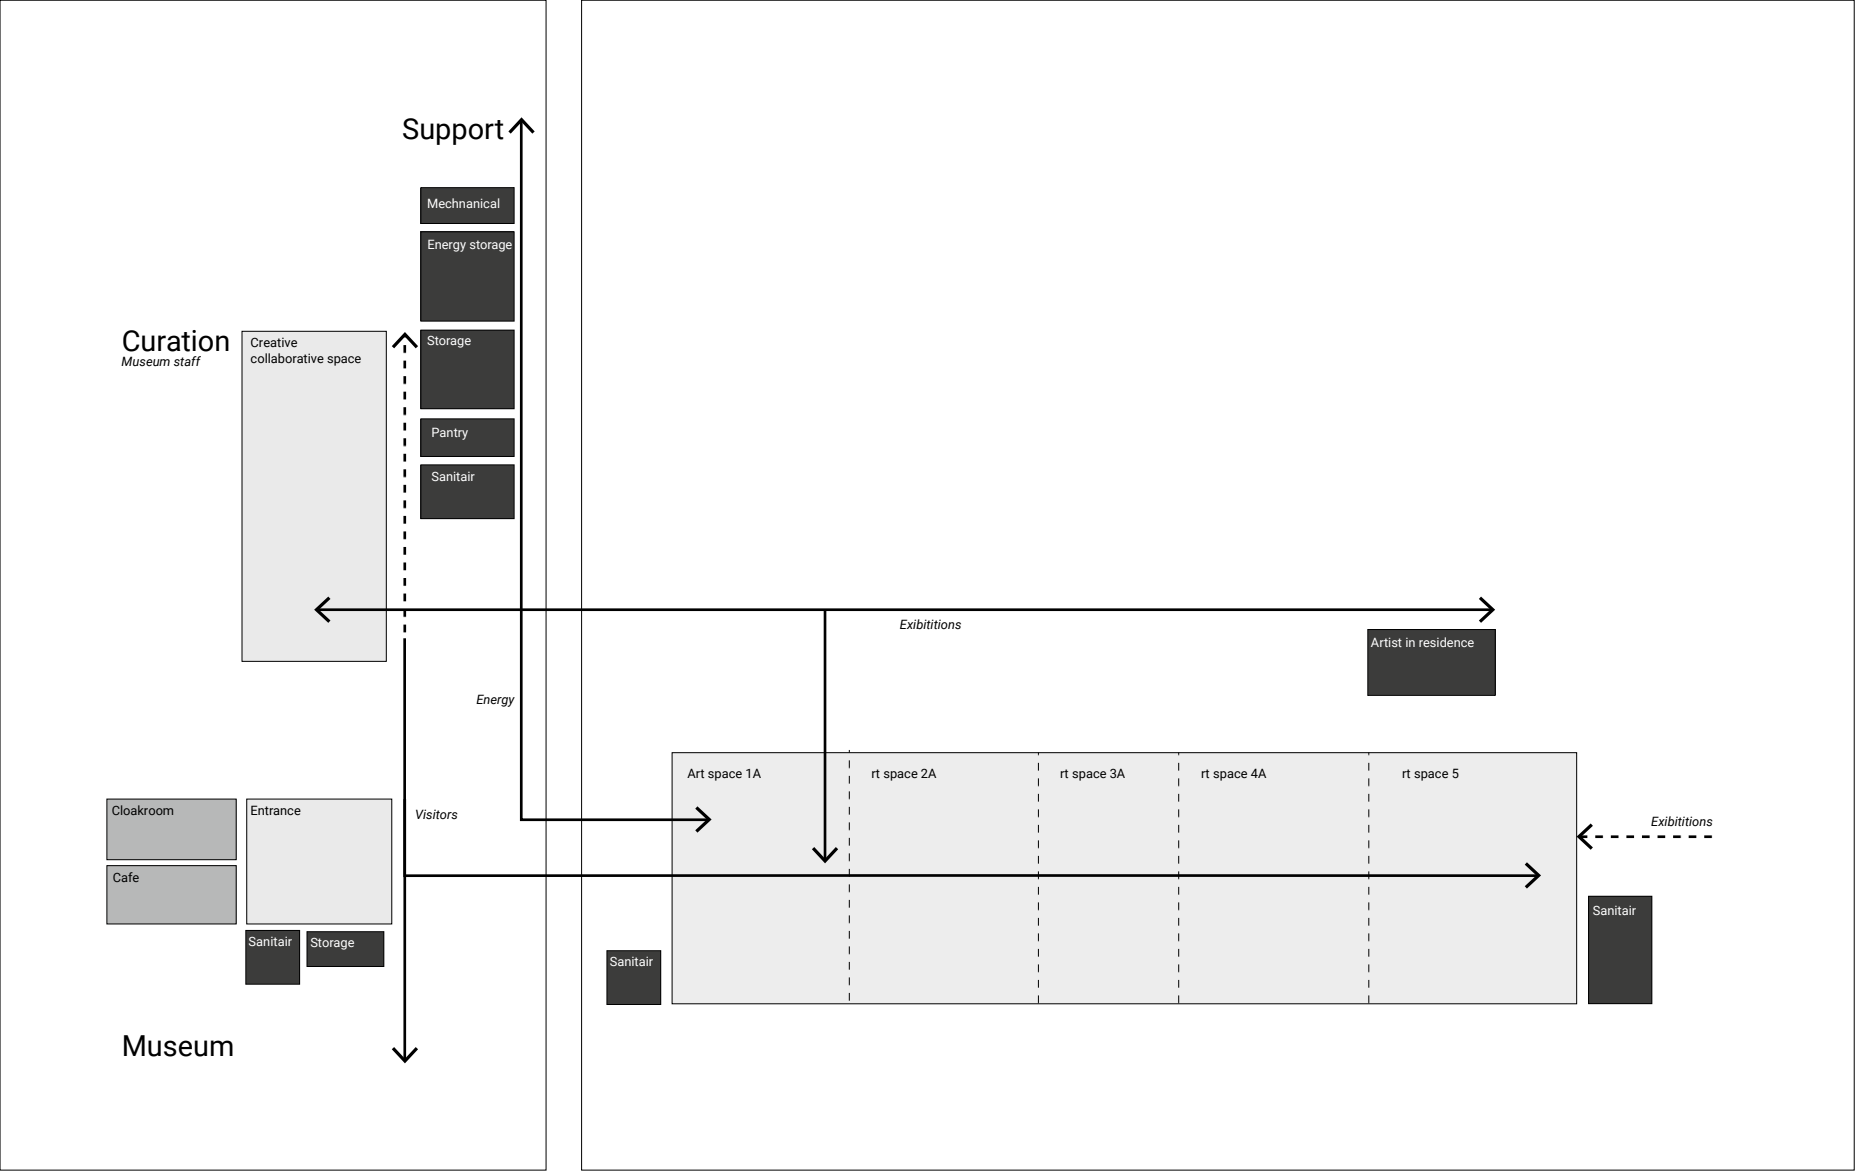 Support
Mechnanical
Energy storage
Curation
Museum staff
Creative
collaborative space
Storage
Pantry
Sanitair
Exibititions
Artist in residence
Energy
Art space 1A
rt space 2A
rt space 3A
rt space 4A
rt space 5
Cloakroom
Entrance
Visitors
Exibititions
Cafe
Sanitair
Sanitair
Storage
Sanitair
Museum